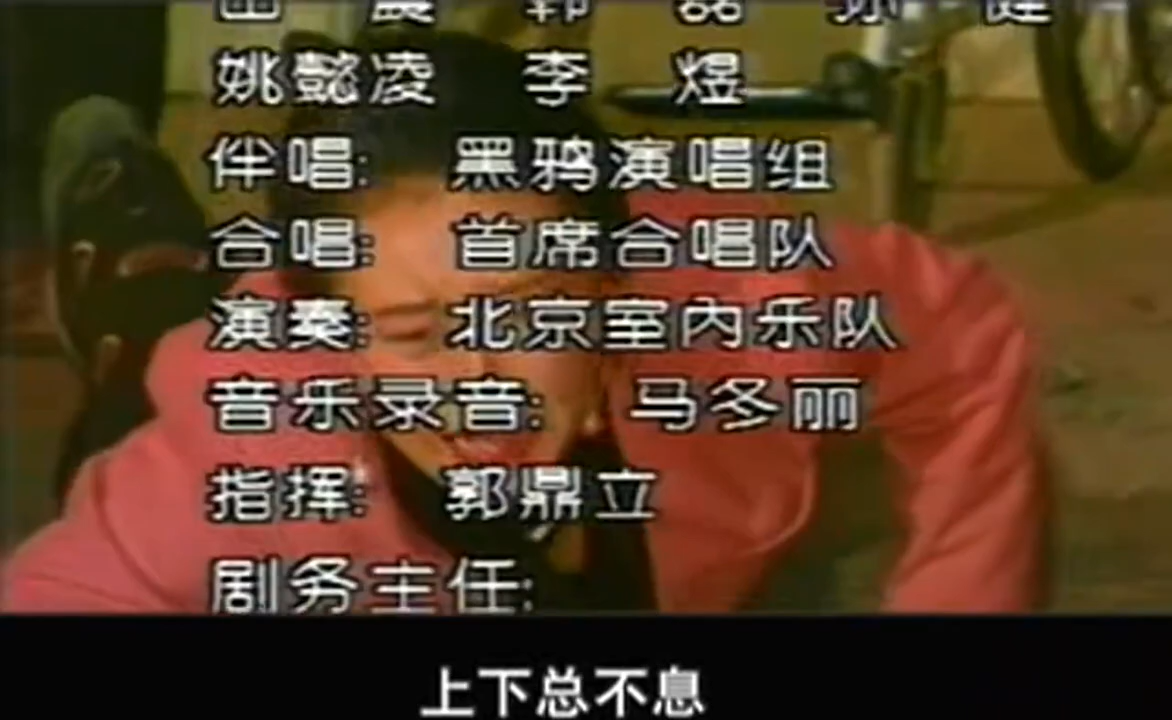 姚懿凌 李 煜
伴唱: 黑鸦演唱组
合唱: 首席合唱队
演奏: 北京室内乐队
音乐录音: 马冬丽
指挥: 郭鼎立
剧务主任:
上下总不息